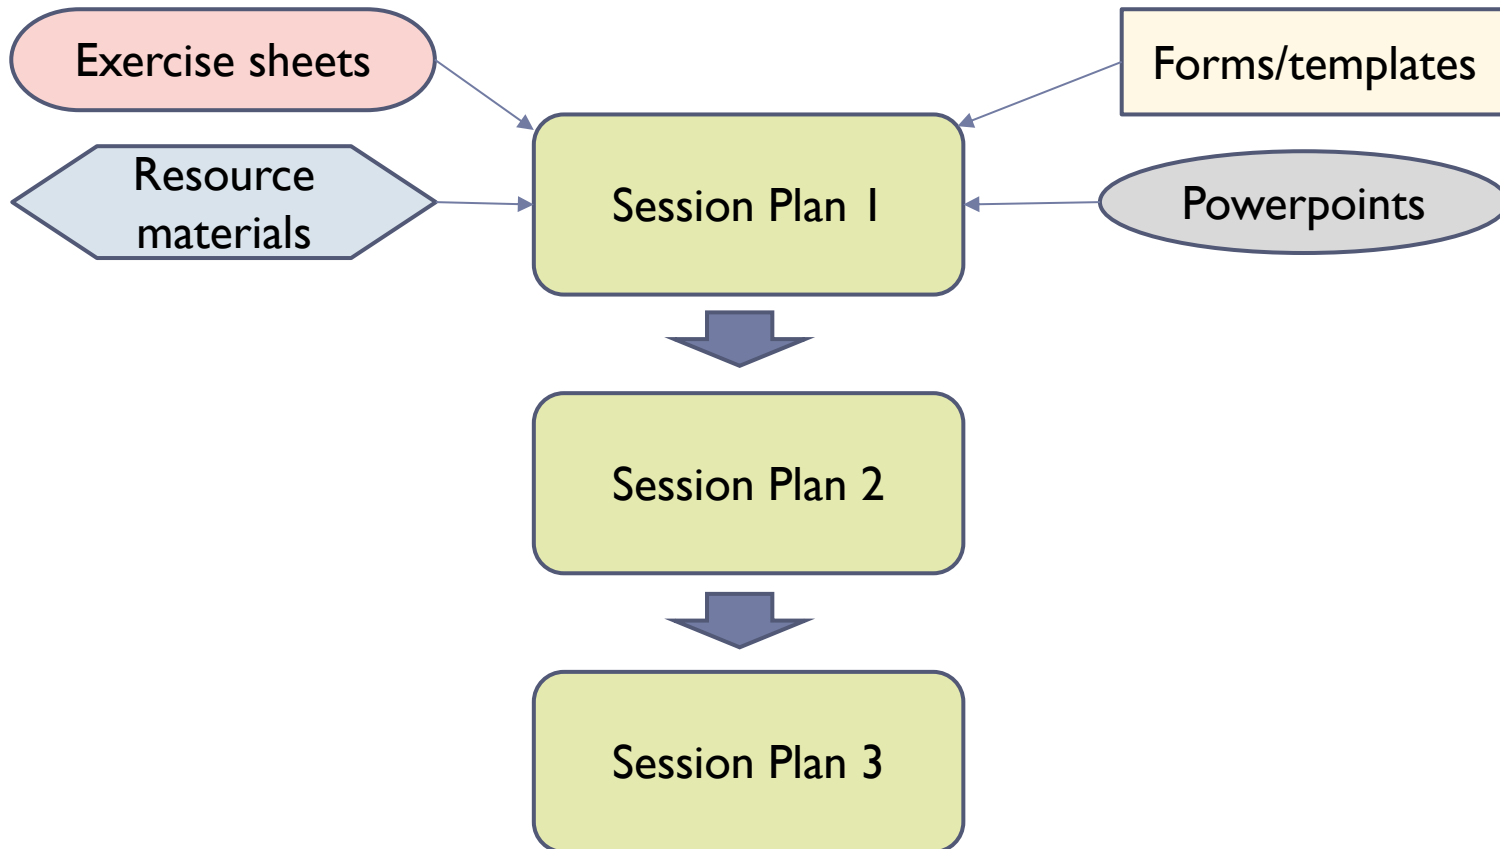 Exercise sheets
Forms/templates
Resource
materials
Session Plan 1
Powerpoints
Session Plan 2
Session Plan 3